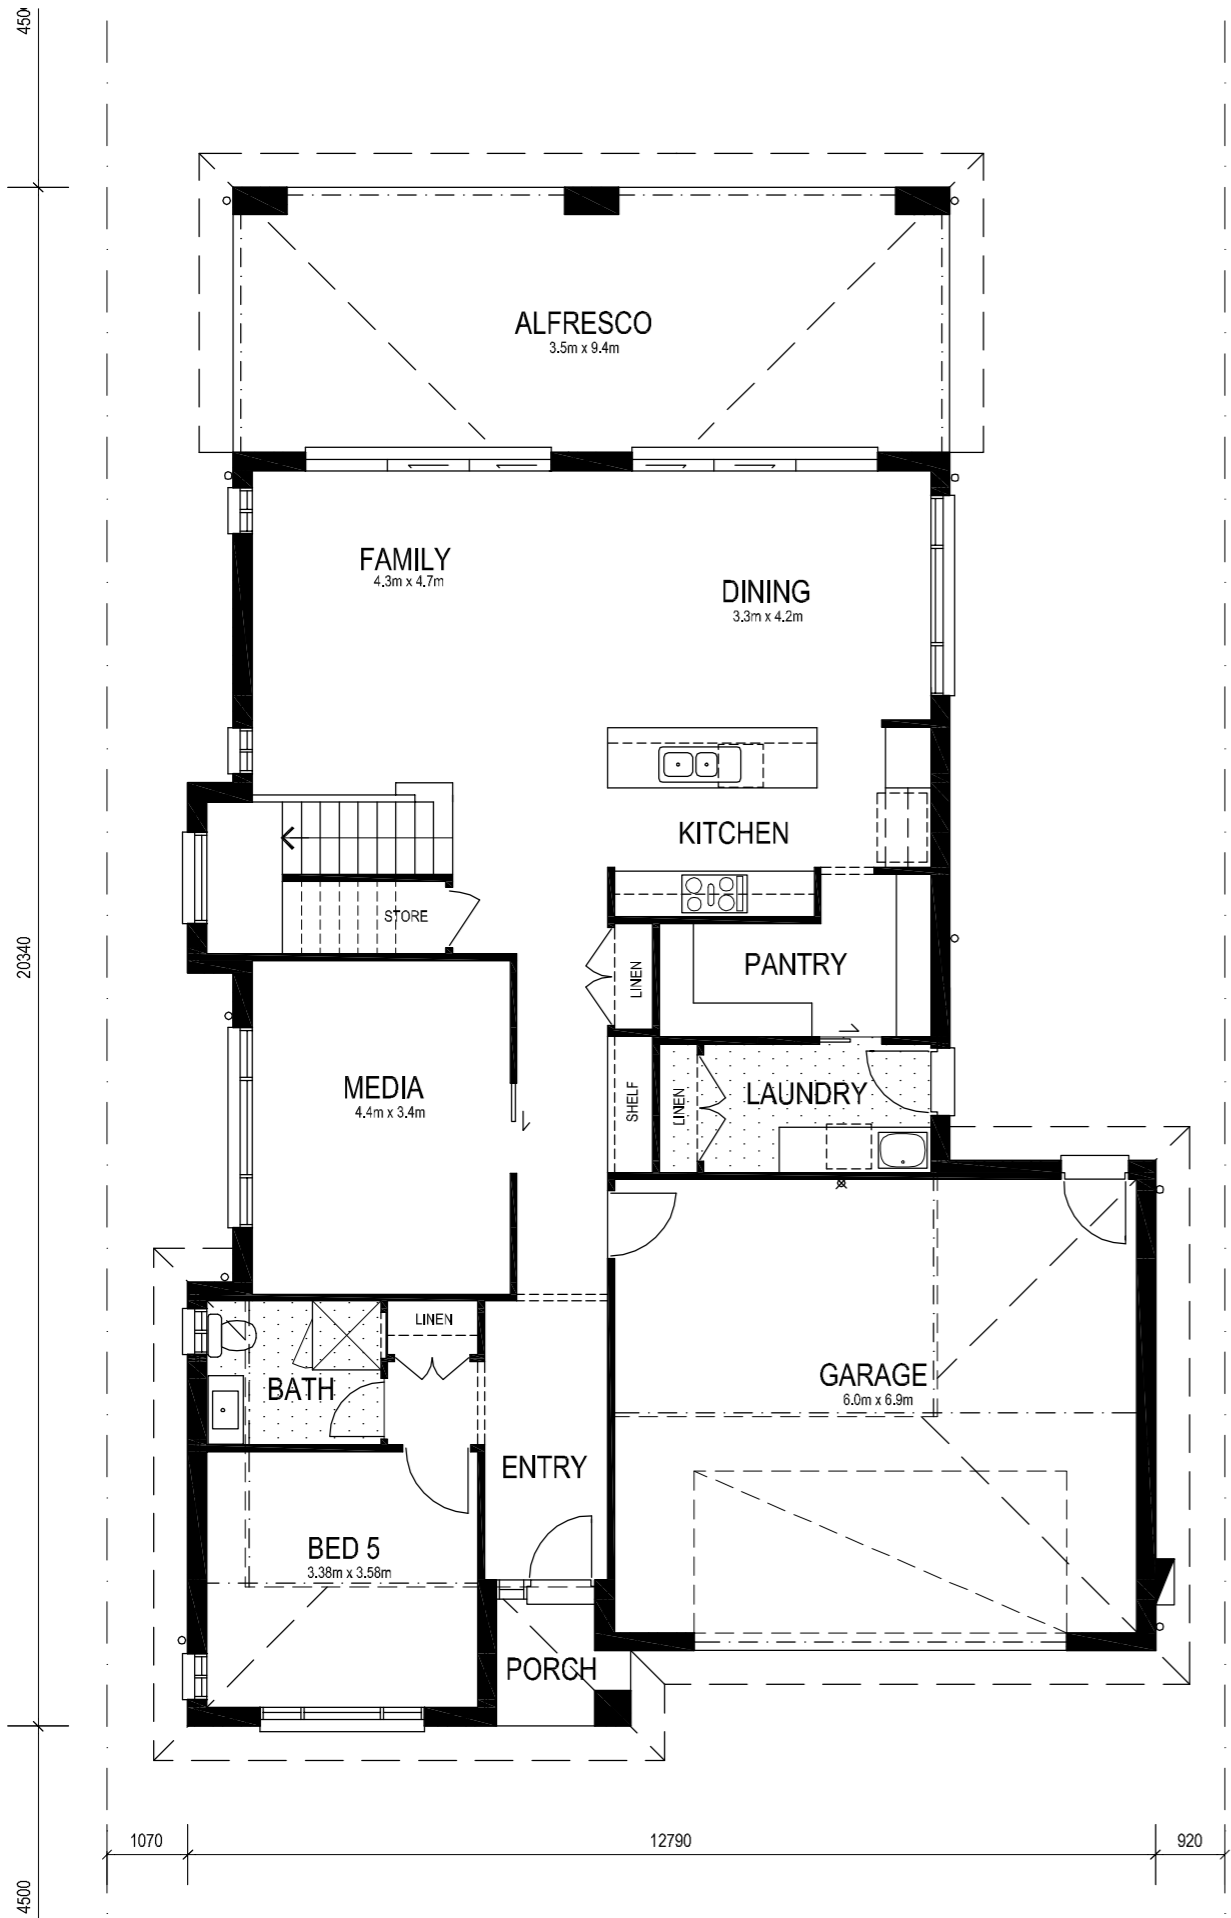 450
ALFRESCO
3.5m x 9.4m
FAMILY
4.3m x 4.7m
DINING
3.3m x 4.2m
KITCHEN
STORE
PANTRY
LINEN
20340
MEDIA
4.4m x 3.4m
SHELF
LINEN
LAUNDRY
LINEN
BATH
GARAGE
6.0m x 6.9m
ENTRY
BED 5
3.38m x 3.58m
PORCH
1070
12790
920
4500